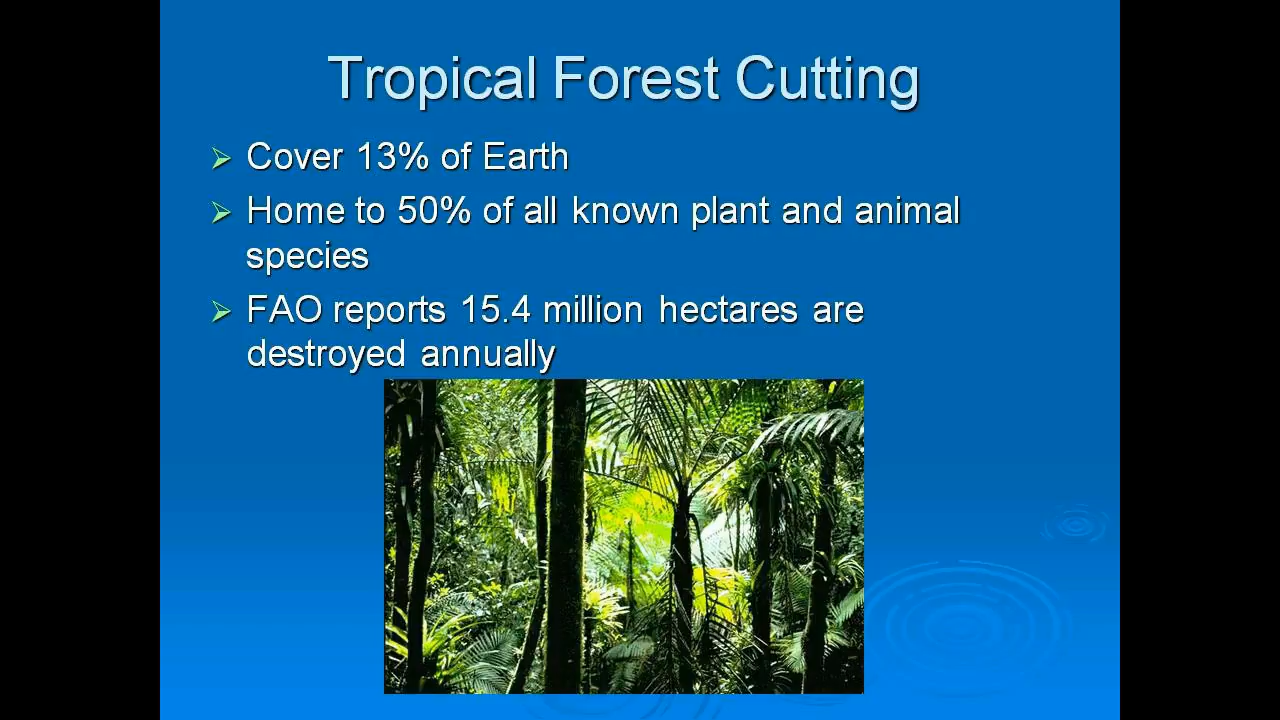 Tropical Forest Cutting
Cover 13% of Earth
Home to 50% of all known plant and animal
species
FAO reports 15.4 million hectares are
destroyed annually